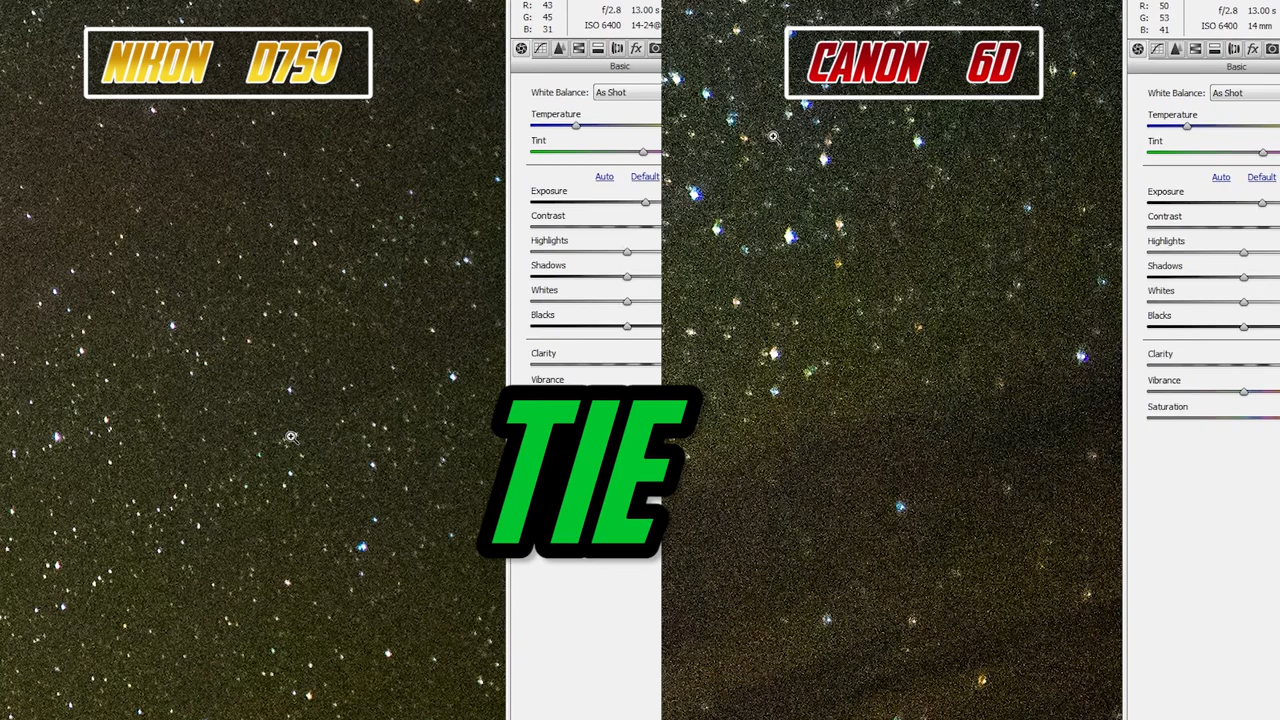 NIKON D750
R: 43
G: 45
B: 31
f/2.8 13.00 s
ISO 6400 14-24@
fx
Basic
White Balance: As Shot
Temperature
Tint
Auto Default
Exposure
Contrast
Highlights
Shadows
Whites
Blacks
Clarity
Vibrance
TIE
CANON 6D
R: 50
G: 53
B: 41
f/2.8 13.00 s
ISO 6400 14 mm
fx
Basic
White Balance: As Shot
Temperature
Tint
Auto Default
Exposure
Contrast
Highlights
Shadows
Whites
Blacks
Clarity
Vibrance
Saturation